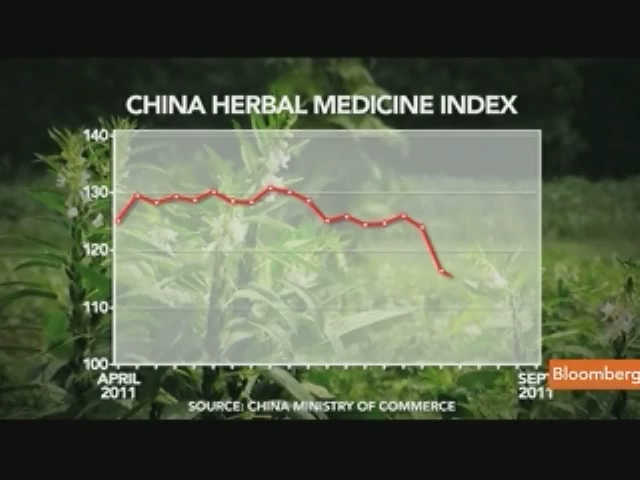 CHINA HERBAL MEDICINE INDEX
140
130
120
110
100
APRIL
2011
SEP
2011
Bloomberg
SOURCE: CHINA MINISTRY OF COMMERCE